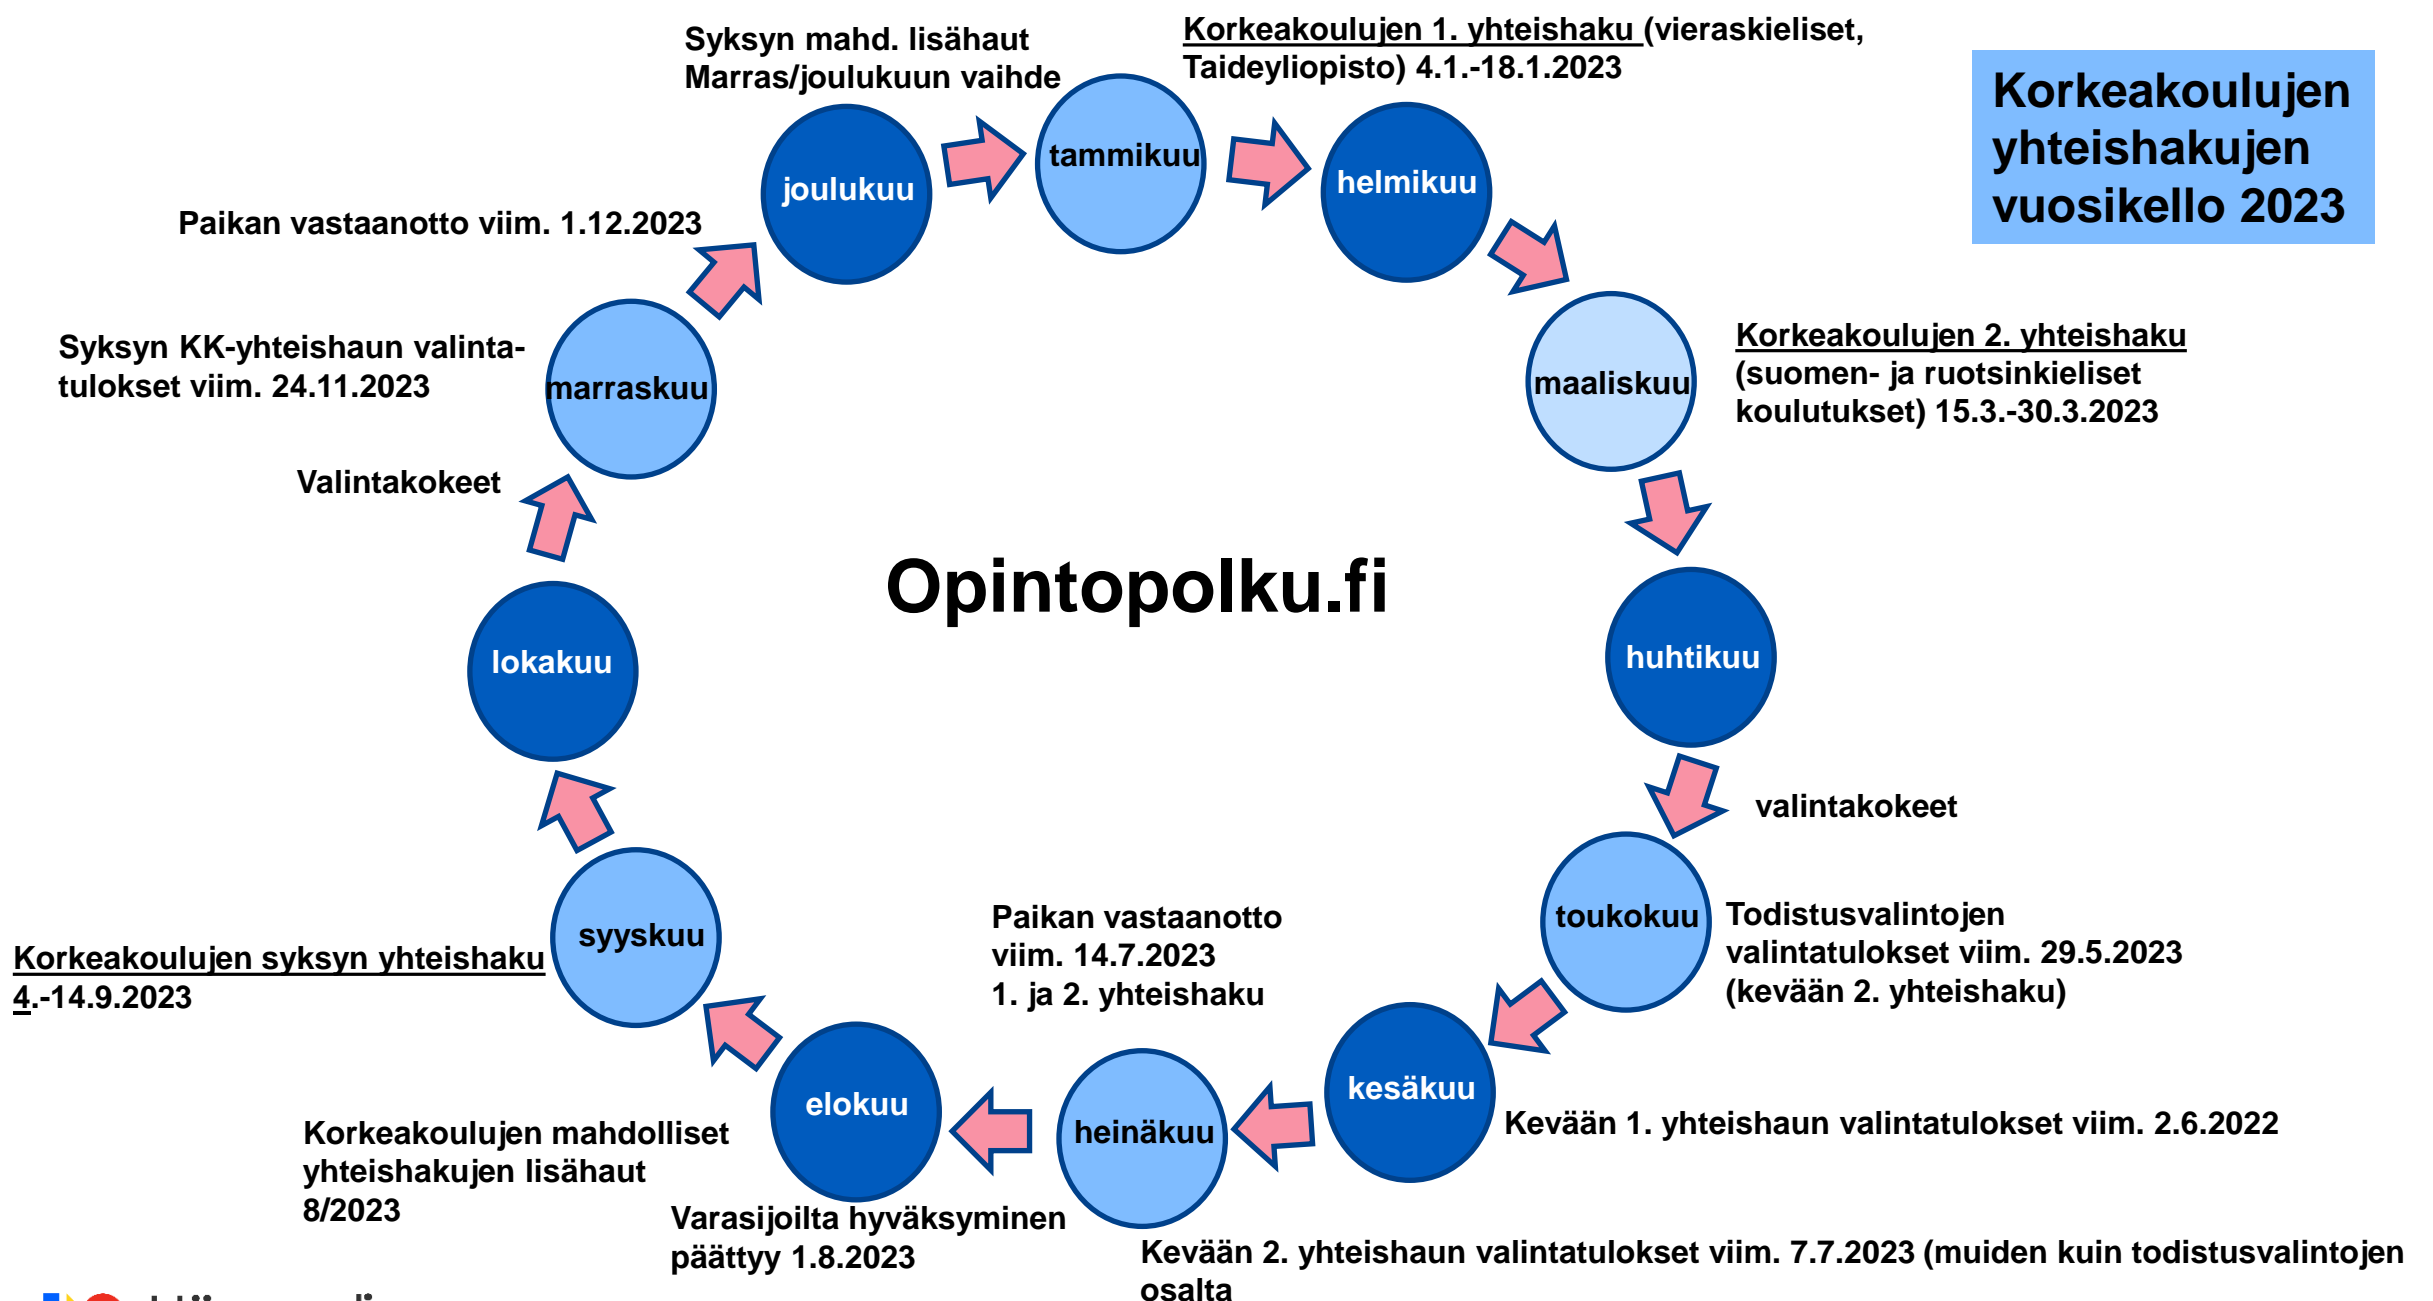 Korkeakoulujen
yhteishakujen
vuosikello 2023
Syksyn mahd. lisähaut
Marras/joulukuun vaihde
Korkeakoulujen 1. yhteishaku (vieraskieliset,
Taideyliopisto) 4.1.-18.1.2023
tammikuu
helmikuu
maaliskuu
Korkeakoulujen 2. yhteishaku
(suomen- ja ruotsinkieliset
koulutukset) 15.3.-30.3.2023
huhtikuu
valintakokeet
toukokuu
Todistusvalintojen
valintatulokset viim. 29.5.2023
(kevään 2. yhteishaku)
kesäkuu
Kevään 1. yhteishaun valintatulokset viim. 2.6.2022
Paikan vastaanotto
viim. 14.7.2023
1. ja 2. yhteishaku
heinäkuu
Kevään 2. yhteishaun valintatulokset viim. 7.7.2023 (muiden kuin todistusvalintojen
osalta
elokuu
Varasijoilta hyväksyminen
päättyy 1.8.2023
Korkeakoulujen mahdolliset
yhteishakujen lisähaut
8/2023
syyskuu
Korkeakoulujen syksyn yhteishaku
4.-14.9.2023
lokakuu
Valintakokeet
marraskuu
Syksyn KK-yhteishaun valinta-
tulokset viim. 24.11.2023
Paikan vastaanotto viim. 1.12.2023
joulukuu
Opintopolku.fi